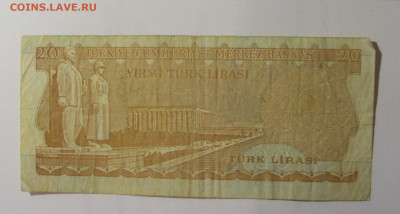 COINS.LAVE.RU
20 TÜRKİYE CUMHURİYET MERKEZ BANKASI 20
YİRMİ TÜRK LİRASI
TÜRK LİRASI